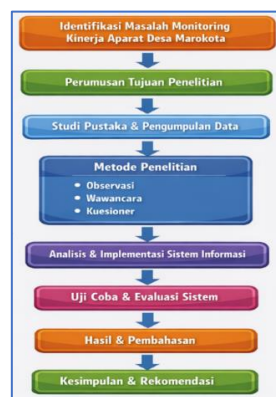 Identifikasi Masalah Monitoring
Kinerja Aparat Desa Marokota
Perumusan Tujuan Penelitian
Studi Pustaka & Pengumpulan Data
Metode Penelitian
• Observasi
• Wawancara
• Kuesioner
Analisis & Implementasi Sistem Informasi
Uji Coba & Evaluasi Sistem
Hasil & Pembahasan
Kesimpulan & Rekomendasi